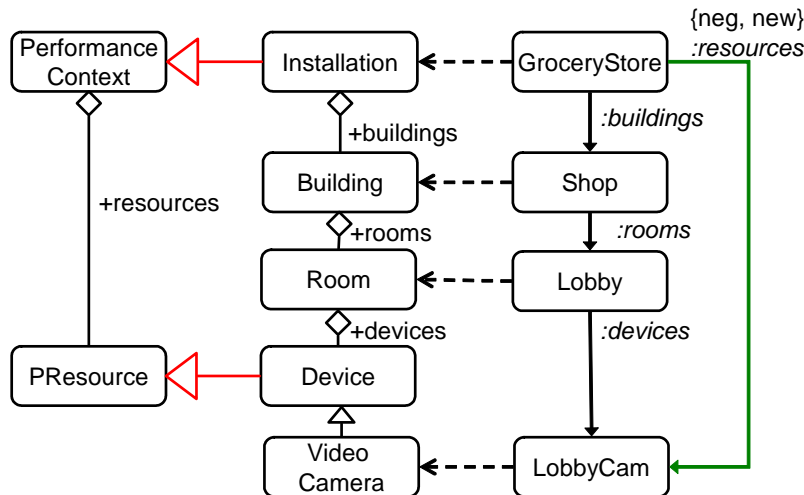 {neg, new}
:resources
Performance
Context
Installation
GroceryStore
+buildings
:buildings
Building
Shop
+resources
+rooms
:rooms
Room
Lobby
+devices
:devices
PResource
Device
Video
Camera
LobbyCam